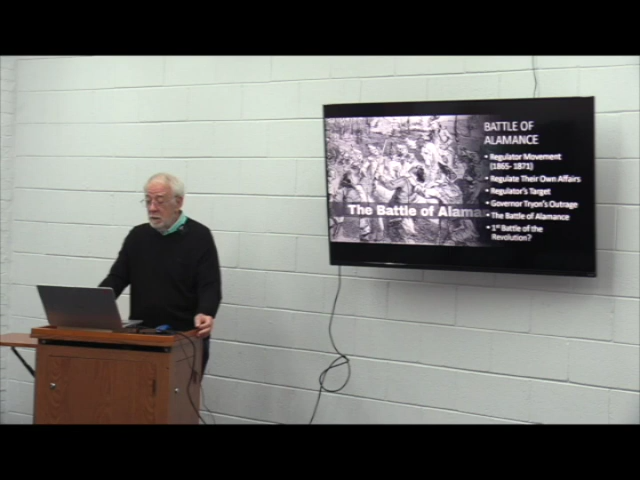 The Battle of Alama
BATTLE OF
ALAMANCE
• Regulator Movement
(1865- 1871)
• Regulate Their Own Affairs
• Regulator's Target
• Governor Tryon's Outrage
• The Battle of Alamance
• 1st Battle of the
Revolution?